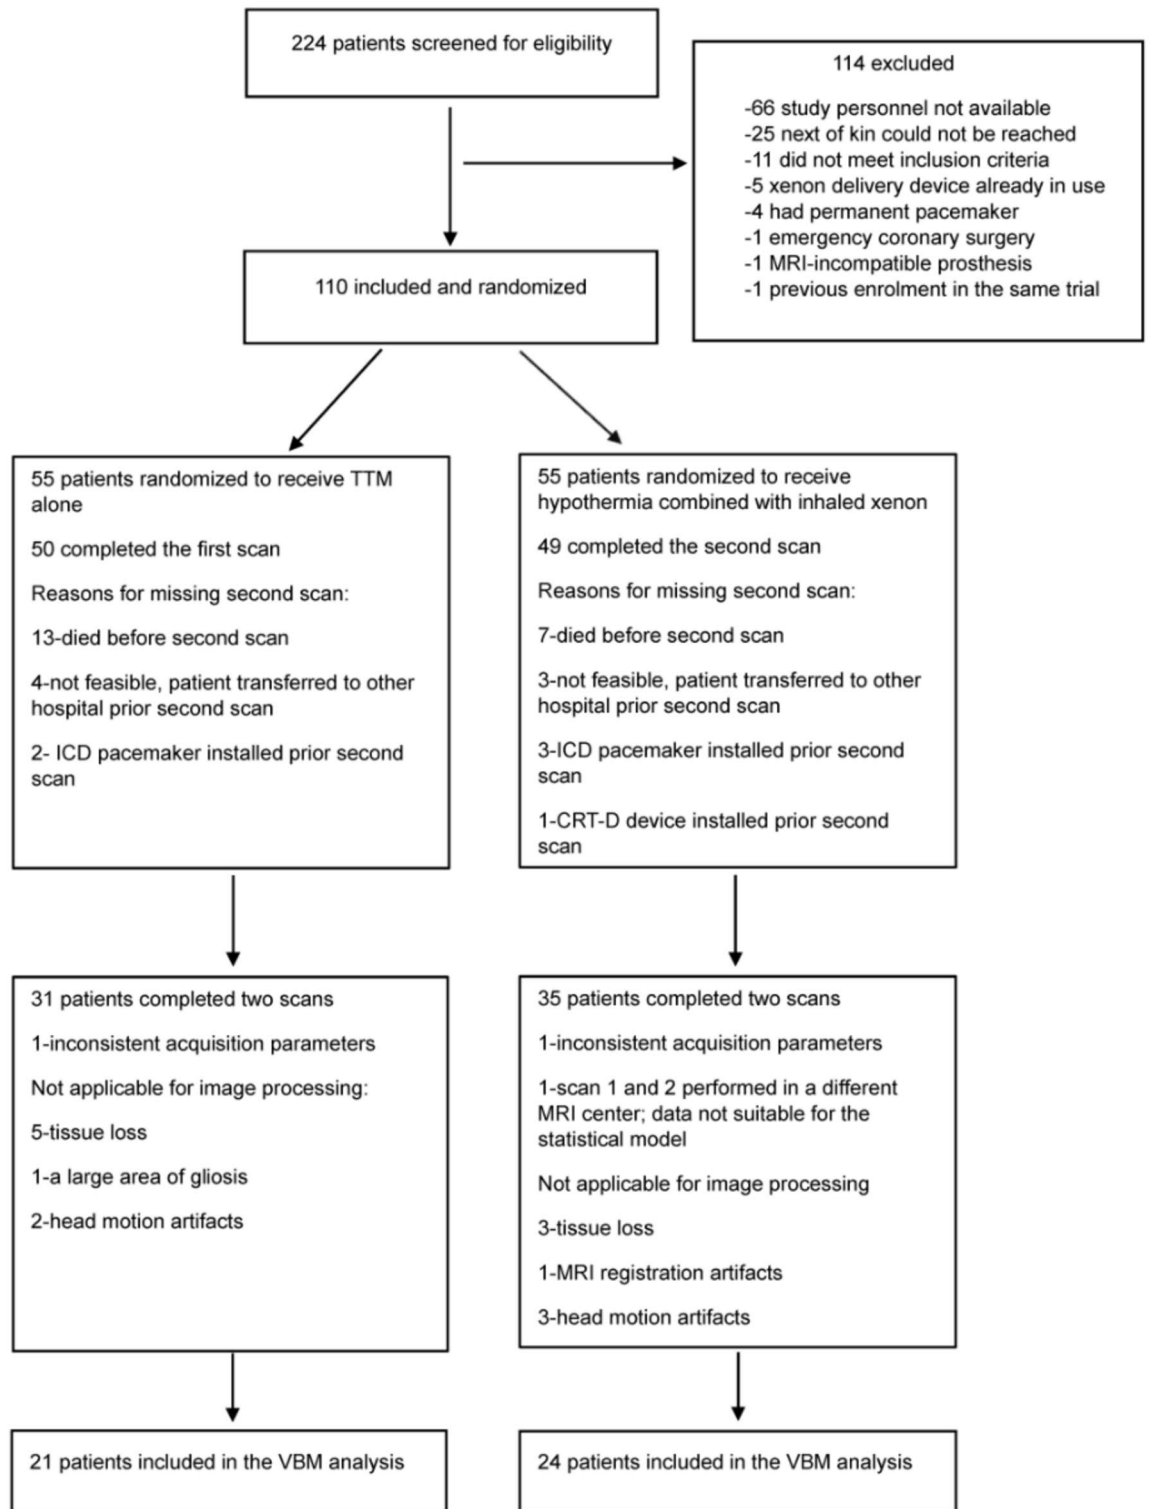 224 patients screened for eligibility
114 excluded
-66 study personnel not available
-25 next of kin could not be reached
-11 did not meet inclusion criteria
-5 xenon delivery device already in use
-4 had permanent pacemaker
-1 emergency coronary surgery
-1 MRI-incompatible prosthesis
-1 previous enrolment in the same trial
110 included and randomized
55 patients randomized to receive TTM
alone
50 completed the first scan
Reasons for missing second scan:
13-died before second scan
4-not feasible, patient transferred to other
hospital prior second scan
2- ICD pacemaker installed prior second
scan
55 patients randomized to receive
hypothermia combined with inhaled xenon
49 completed the second scan
Reasons for missing second scan:
7-died before second scan
3-not feasible, patient transferred to other
hospital prior second scan
3-ICD pacemaker installed prior second
scan
1-CRT-D device installed prior second
scan
31 patients completed two scans
1-inconsistent acquisition parameters
Not applicable for image processing:
5-tissue loss
1-a large area of gliosis
2-head motion artifacts
35 patients completed two scans
1-inconsistent acquisition parameters
1-scan 1 and 2 performed in a different
MRI center; data not suitable for the
statistical model
Not applicable for image processing
3-tissue loss
1-MRI registration artifacts
3-head motion artifacts
21 patients included in the VBM analysis
24 patients included in the VBM analysis